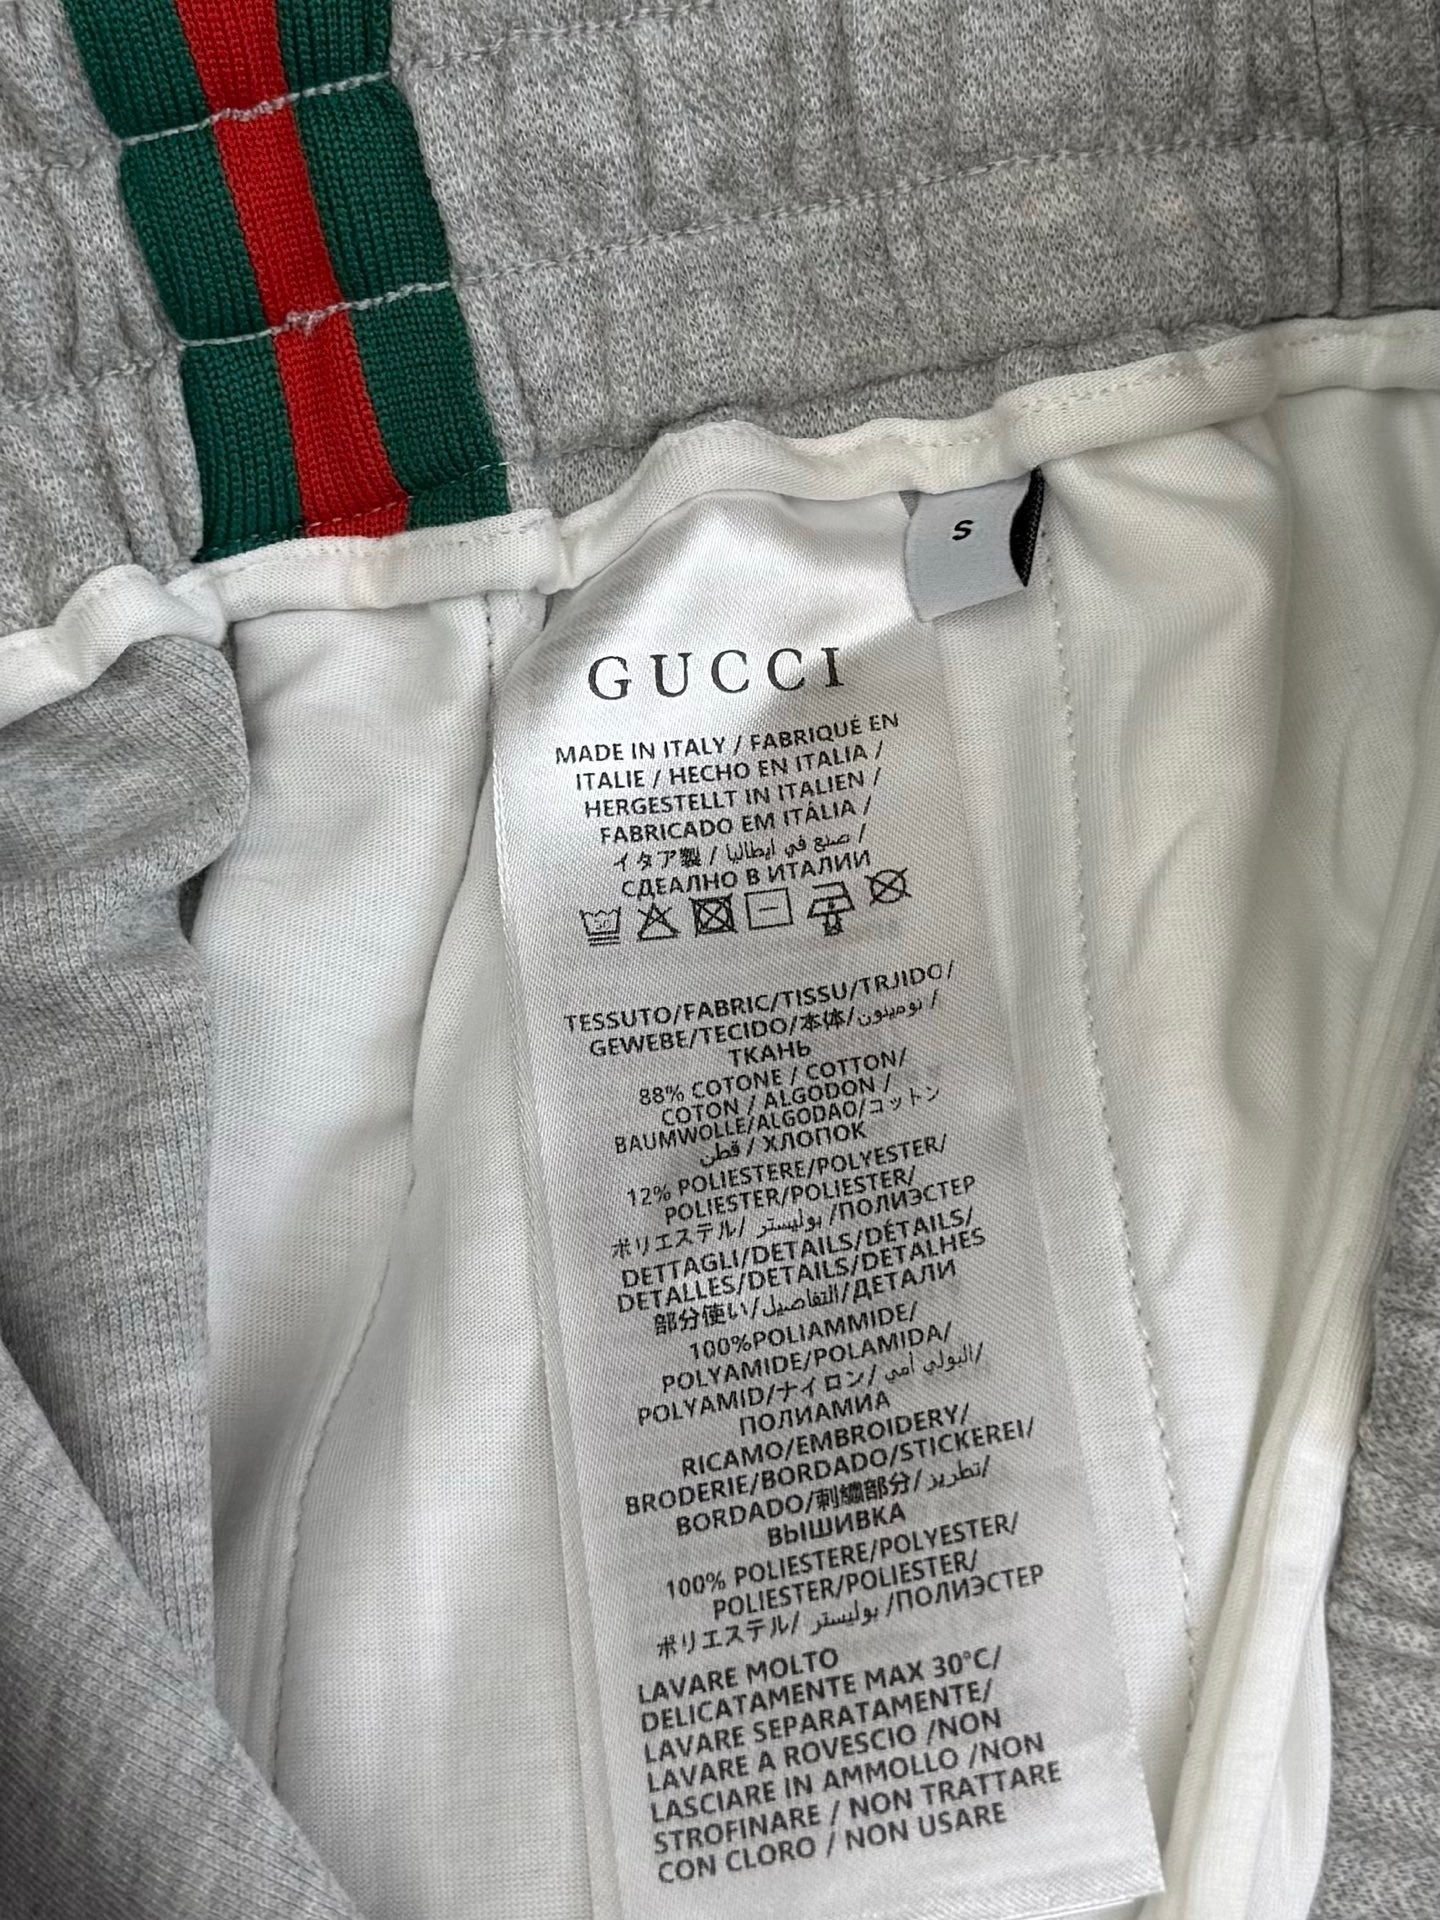 S
GUCCI
MADE IN ITALY / FABRIQUÉ EN
ITALIE / HECHO EN ITALIA /
HERGESTELLT IN ITALIEN /
FABRICADO EM ITÁLIA /
イタア製 / صنع في ايطاليا /
СДЕАЛНО В ИТАЛИИ
TESSUTO/FABRIC/TISSU/TRJIDO/
GEWEBE/TECIDO/本体/بوميتون /
ТКАНЬ
88% COTONE / COTTON/
COTON / ALGODON /
BAUMWOLLE/ALGODAO/コットン
قطن / ХЛОПОК
12% POLIESTERE/POLYESTER/
POLIESTER/POLIESTER/
ポリエステル/ بوليستر /ПОЛИЭСТЕР
DETTAGLI/DETAILS/DÉTAILS/
DETALLES/DETAILS/DETALHES
部分使い/التفاصيل/ДЕТАЛИ
100%POLIAMMIDE/
POLYAMIDE/POLAMIDA/
POLYAMID/ナイロン/ البولي أمي/
ПОЛИАМИА
RICAMO/EMBROIDERY/
BRODERIE/BORDADO/STICKEREI/
BORDADO/刺繍部分/تطريز/
ВЫШИВКА
100% POLIESTERE/POLYESTER/
POLIESTER/POLIESTER/
ポリエステル/ بوليستر /ПОЛИЭСТЕР
LAVARE MOLTO
DELICATAMENTE MAX 30°C/
LAVARE SEPARATAMENTE/
LAVARE A ROVESCIO /NON
LASCIARE IN AMMOLLO /NON
STROFINARE / NON TRATTARE
CON CLORO / NON USARE